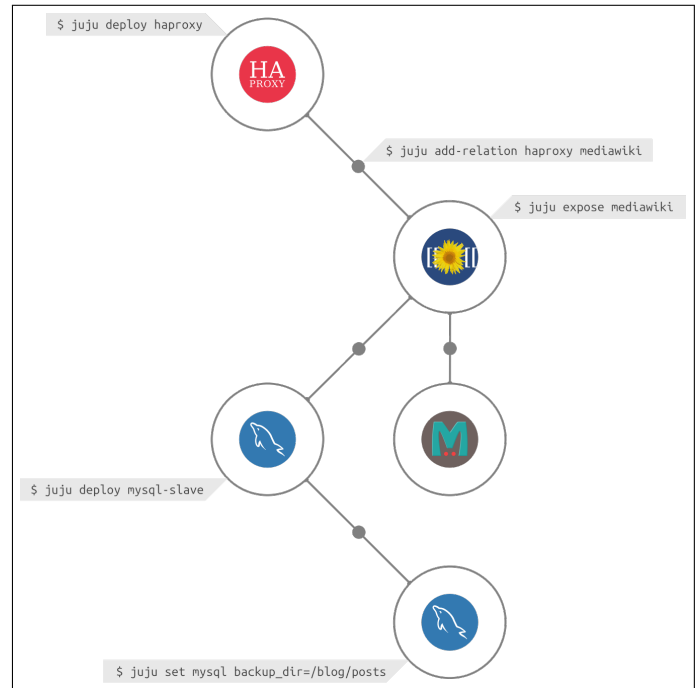 $ juju deploy haproxy
HA
PROXY
$ juju add-relation haproxy mediawiki
$ juju expose mediawiki
[[ [[
M
$ juju deploy mysql-slave
$ juju set mysql backup_dir=/blog/posts